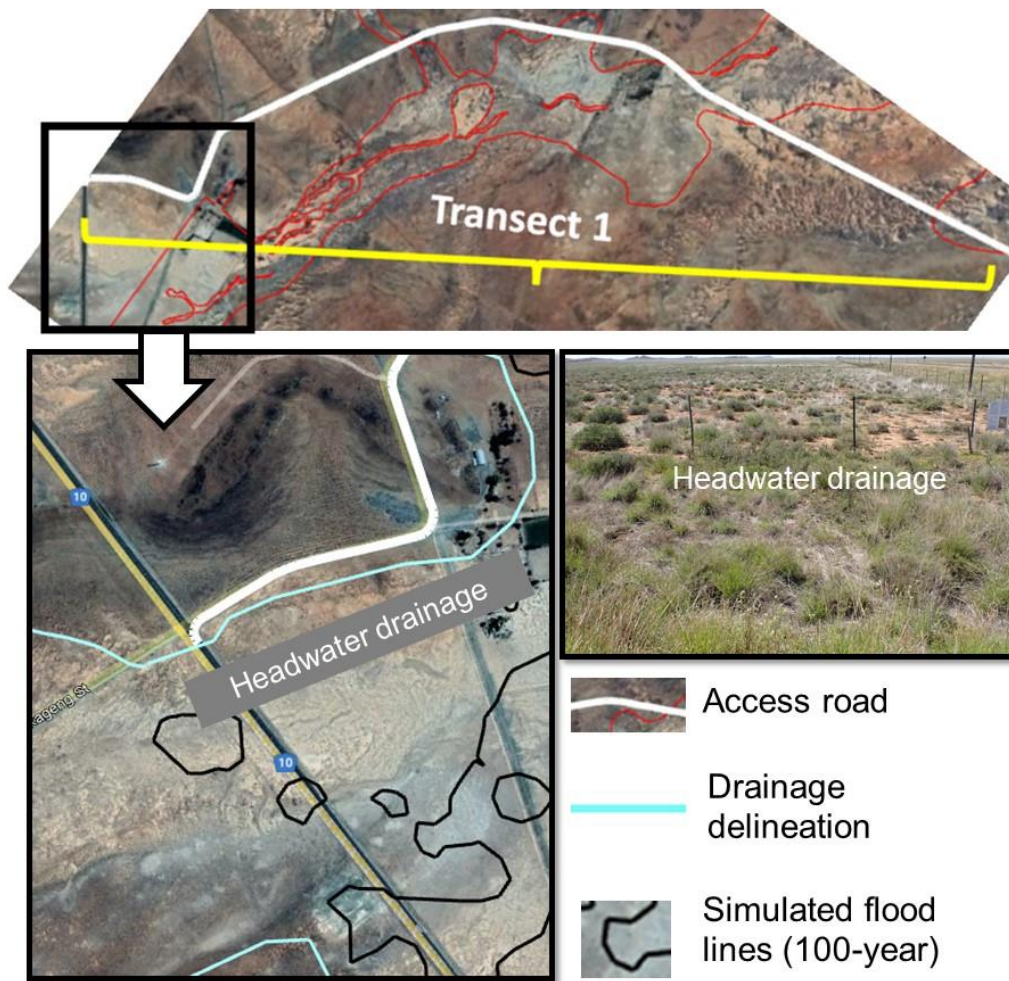 Transect 1
10
Headwater drainage
10
Headwater drainage
Access road
Drainage
delineation
Simulated flood
lines (100-year)